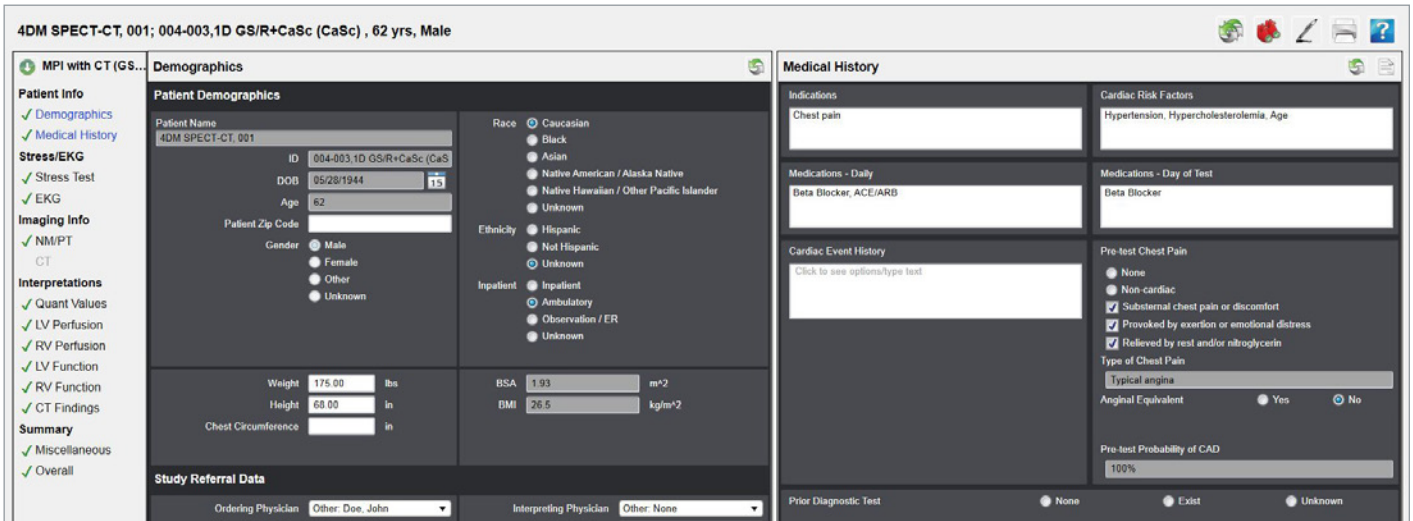 4DM SPECT-CT, 001; 004-003,1D GS/R+CaSc (CaSc) , 62 yrs, Male
MPI with CT (GS...
Patient Info
Demographics
Medical History
Stress/EKG
Stress Test
EKG
Imaging Info
NM/PT
CT
Interpretations
Quant Values
LV Perfusion
RV Perfusion
LV Function
RV Function
CT Findings
Summary
Miscellaneous
Overall
Demographics
Patient Demographics
Patient Name
4DM SPECT-CT, 001
ID 004-003,1D GS/R+CaSc (CaS
DOB 05/28/1944 15
Age 62
Patient Zip Code
Gender Male
Female
Other
Unknown
Race Caucasian
Black
Asian
Native American / Alaska Native
Native Hawaiian / Other Pacific Islander
Unknown
Ethnicity Hispanic
Not Hispanic
Unknown
Inpatient Inpatient
Ambulatory
Observation / ER
Unknown
Weight 175.00 lbs
Height 68.00 in
Chest Circumference in
BSA 1.93 m^2
BMI 26.5 kg/m^2
Study Referral Data
Ordering Physician Other: Doe, John
Interpreting Physician Other: None
Medical History
Indications
Chest pain
Cardiac Risk Factors
Hypertension, Hypercholesterolemia, Age
Medications - Daily
Beta Blocker, ACE/ARB
Medications - Day of Test
Beta Blocker
Cardiac Event History
Click to see options/type text
Pre-test Chest Pain
None
Non-cardiac
Substernal chest pain or discomfort
Provoked by exertion or emotional distress
Relieved by rest and/or nitroglycerin
Type of Chest Pain
Typical angina
Anginal Equivalent Yes No
Pre-test Probability of CAD
100%
Prior Diagnostic Test None Exist Unknown